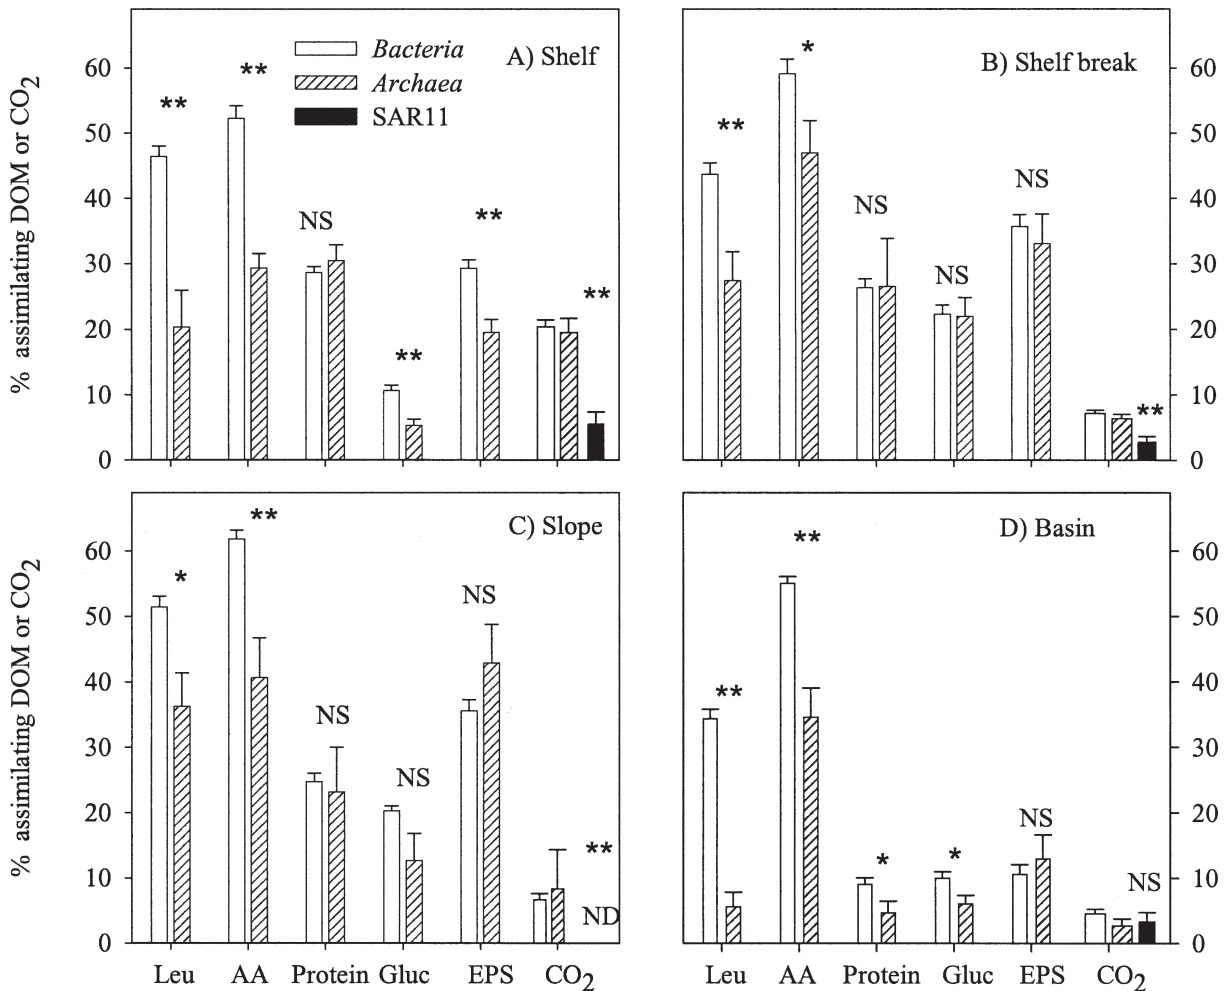 % assimilating DOM or CO2
60
50
40
30
20
10
0
Bacteria
Archaea
SAR11
A) Shelf
**
**
NS
**
**
**
B) Shelf break
**
*
NS
NS
NS
**
60
50
40
30
20
10
0
% assimilating DOM or CO2
60
50
40
30
20
10
0
C) Slope
*
**
NS
NS
NS
**
ND
Leu AA Protein Gluc EPS CO2
D) Basin
**
**
*
*
NS
NS
60
50
40
30
20
10
0
Leu AA Protein Gluc EPS CO2